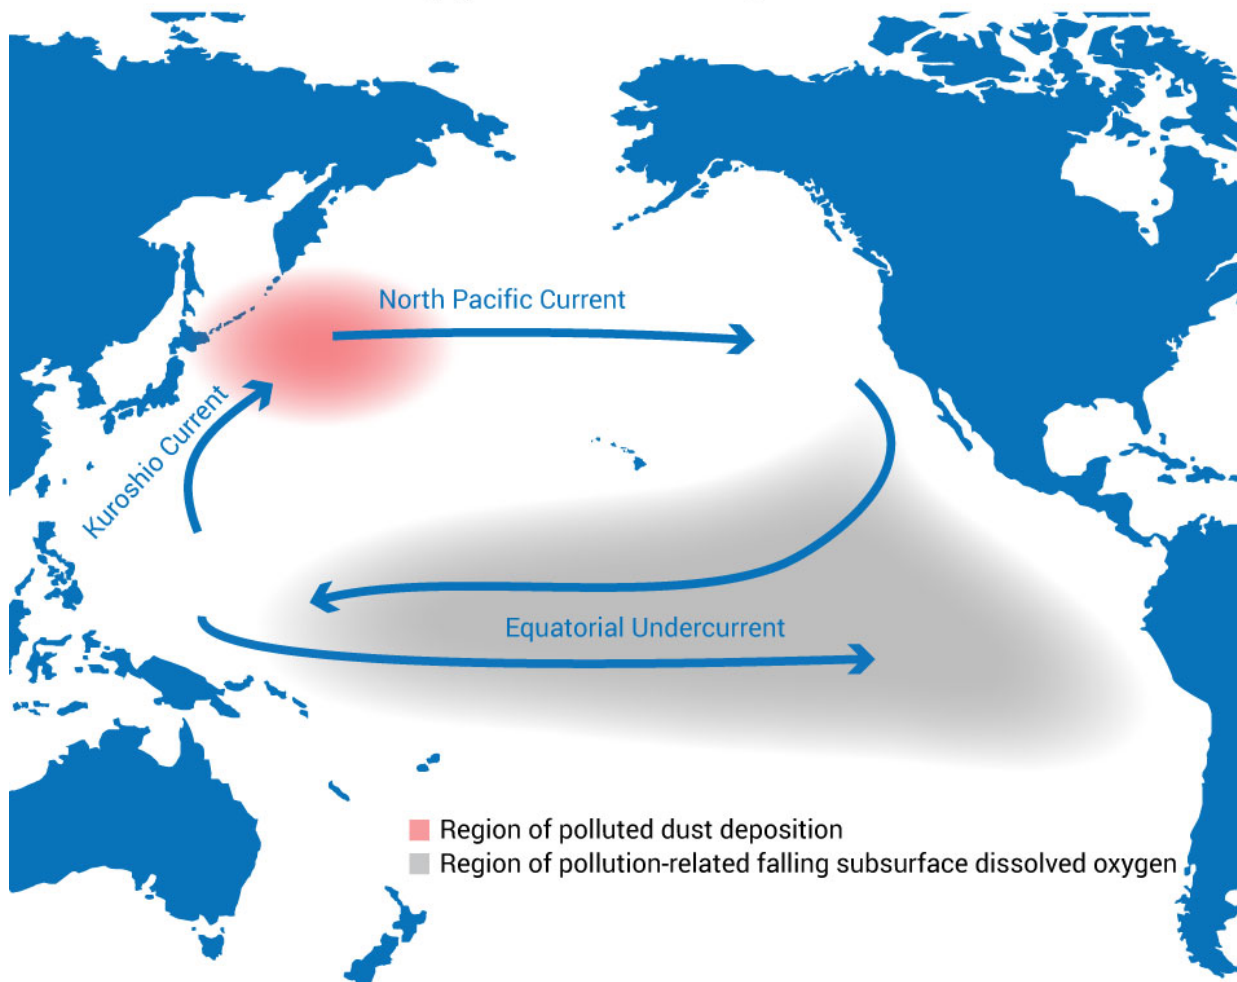 North Pacific Current
Kuroshio Current
Equatorial Undercurrent
Region of polluted dust deposition
Region of pollution-related falling subsurface dissolved oxygen